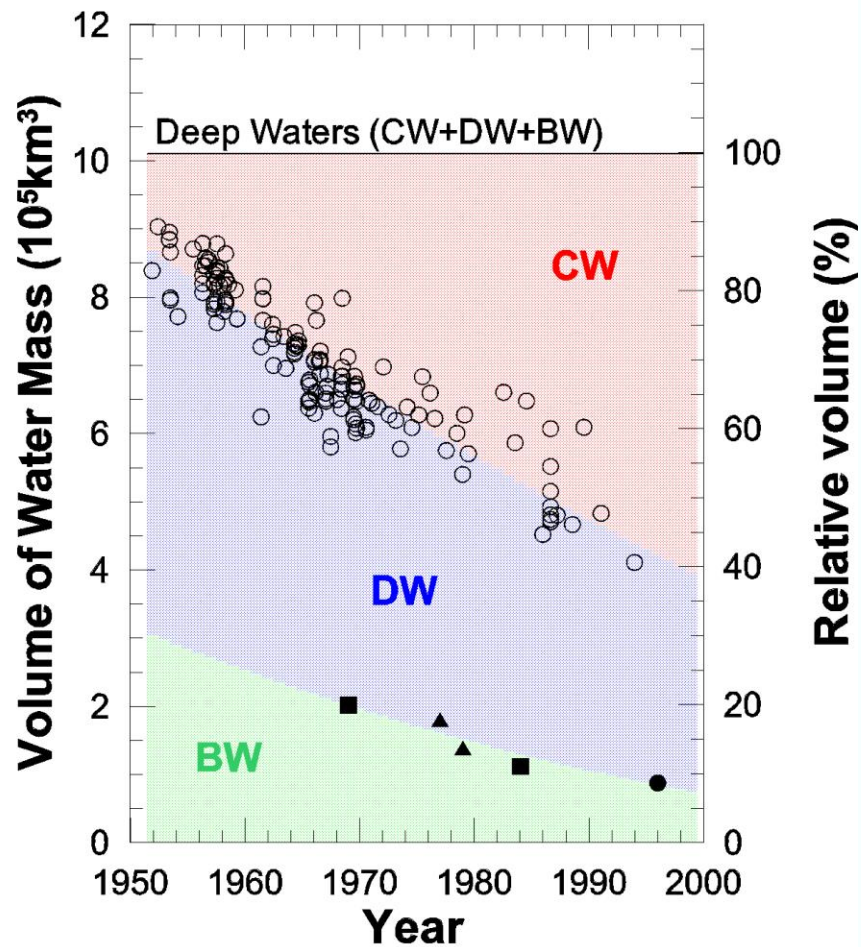 Volume of Water Mass (10⁵km³)
12
10
8
6
4
2
0
Deep Waters (CW+DW+BW)
CW
DW
BW
100
80
60
40
20
0
Relative volume (%)
1950 1960 1970 1980 1990 2000
Year